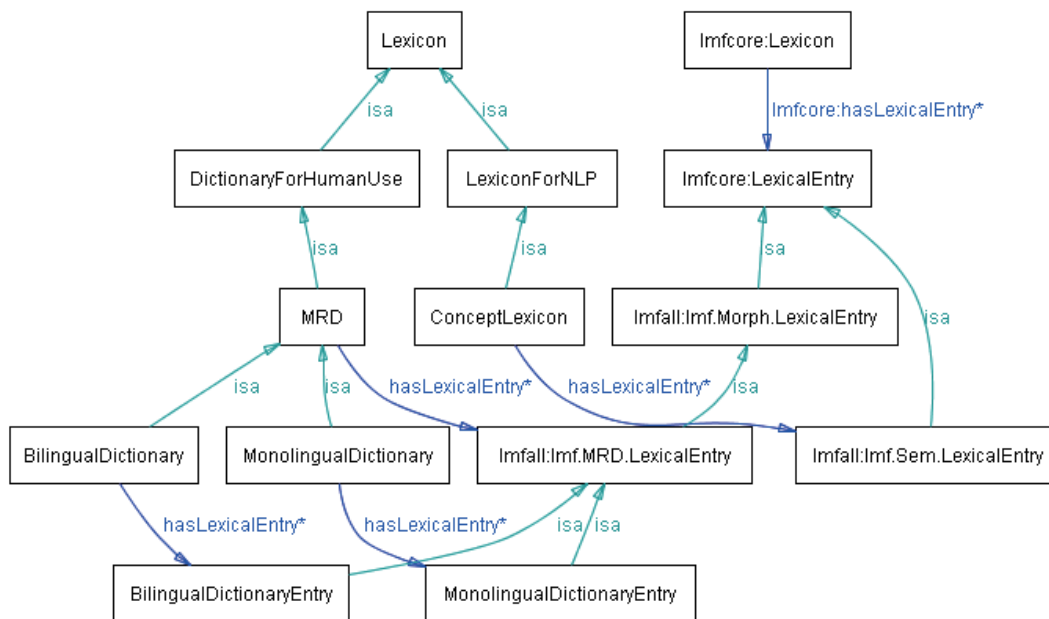 Lexicon
lmfcore:Lexicon
isa
isa
lmfcore:hasLexicalEntry*
DictionaryForHumanUse
LexiconForNLP
lmfcore:LexicalEntry
isa
isa
isa
MRD
ConceptLexicon
lmfall:lmf.Morph.LexicalEntry
isa
isa
isa
hasLexicalEntry*
hasLexicalEntry*
isa
BilingualDictionary
MonolingualDictionary
lmfall:lmf.MRD.LexicalEntry
lmfall:lmf.Sem.LexicalEntry
hasLexicalEntry*
hasLexicalEntry*
isa
isa
BilingualDictionaryEntry
MonolingualDictionaryEntry